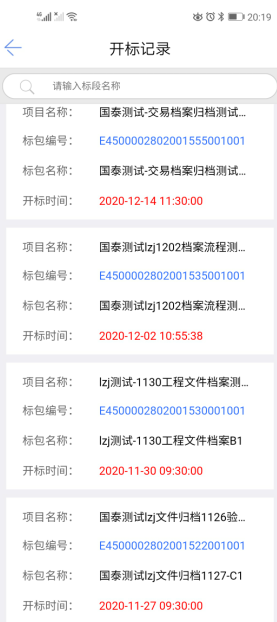 20:19
开标记录
请输入标段名称
项目名称： 国泰测试-交易档案归档测试...
标包编号： E4500002802001555001001
标包名称： 国泰测试-交易档案归档测试...
开标时间： 2020-12-14 11:30:00
项目名称： 国泰测试lzj1202档案流程测...
标包编号： E4500002802001535001001
标包名称： 国泰测试lzj1202档案流程测...
开标时间： 2020-12-02 10:55:38
项目名称： lzj测试-1130工程文件档案测...
标包编号： E4500002802001530001001
标包名称： lzj测试-1130工程文件档案B1
开标时间： 2020-11-30 09:30:00
项目名称： 国泰测试lzj文件归档1126验...
标包编号： E4500002802001522001001
标包名称： 国泰测试lzj文件归档1127-C1
开标时间： 2020-11-27 09:30:00